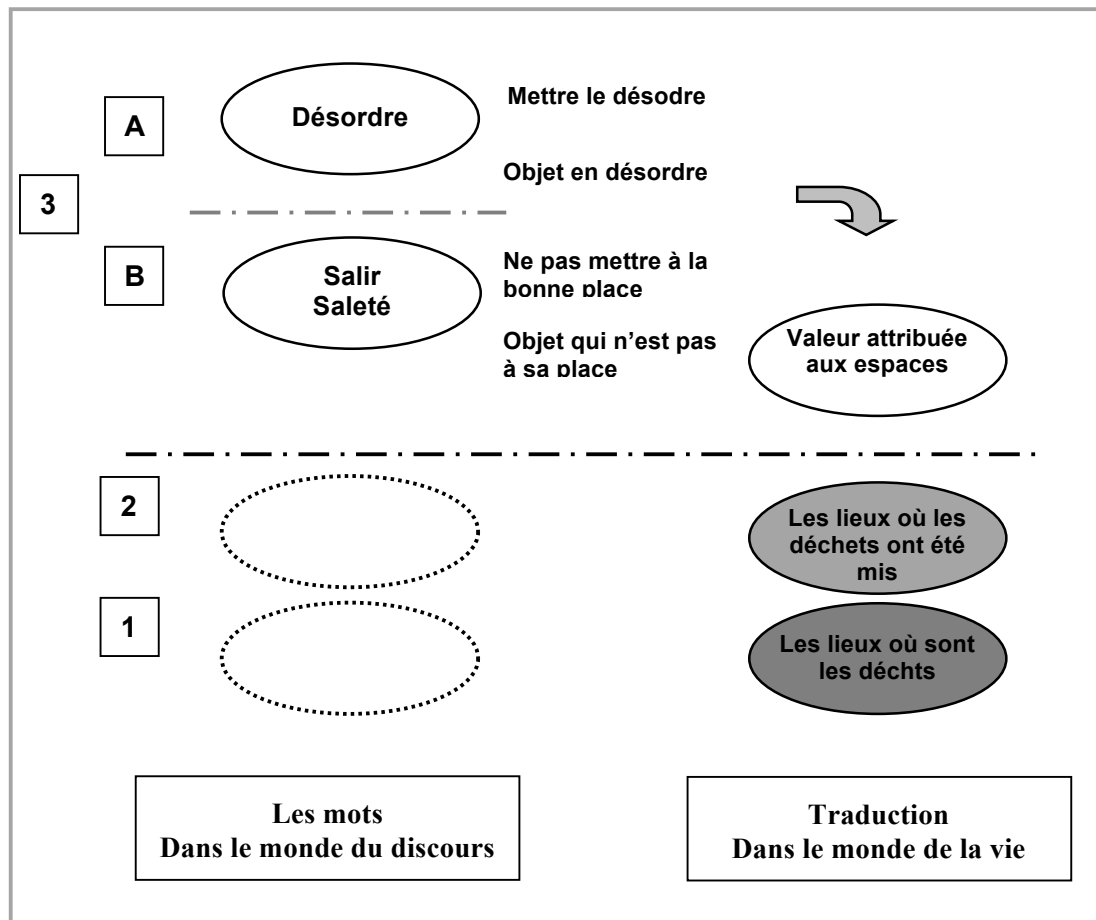 A
Désordre
Mettre le désodre
Objet en désordre
3
B
Salir
Saleté
Ne pas mettre à la
bonne place
Objet qui n'est pas
à sa place
Valeur attribuée
aux espaces
2
Les lieux où les
déchets ont été
mis
1
Les lieux où sont
les déchts
Les mots
Dans le monde du discours
Traduction
Dans le monde de la vie